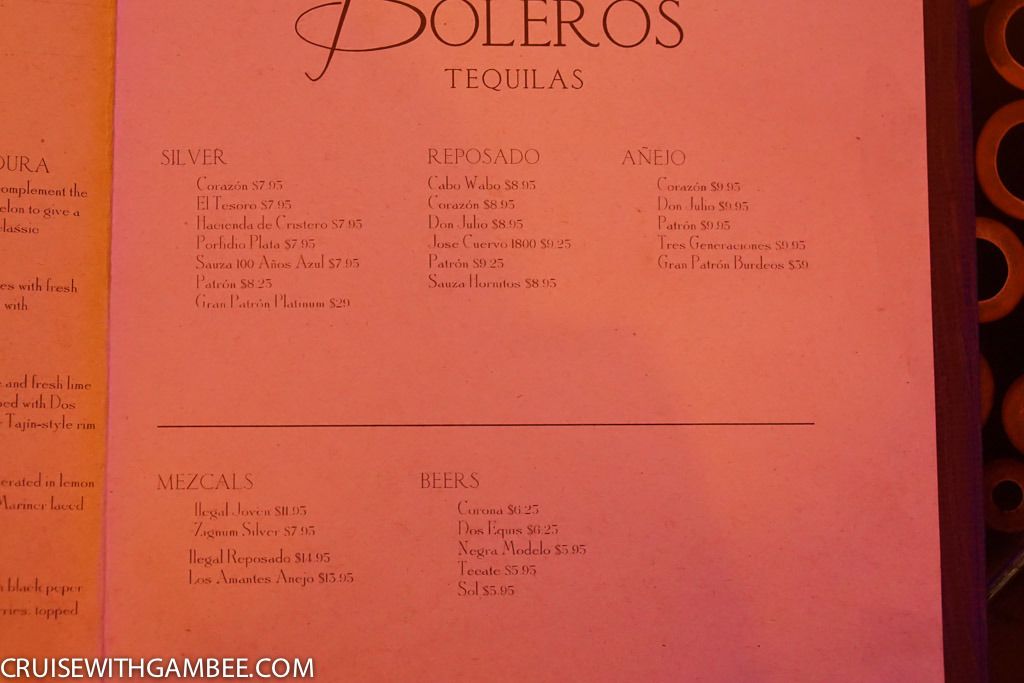 BOLEROS
TEQUILAS
DURA
complement the
elon to give a
classic
es with fresh
with
and fresh lime
ped with Dos
Tajín-style rim
erated in lemon
Mariner laced
black peper
rries, topped
SILVER
Corazón $7.95
El Tesoro $7.95
Hacienda de Cristero $7.95
Porfidio Plata $7.95
Sauza 100 Años Azul $7.95
Patrón $8.25
Gran Patrón Platinum $29
REPOSADO
Cabo Wabo $8.95
Corazón $8.95
Don Julio $8.95
Jose Cuervo 1800 $9.25
Patrón $9.25
Sauza Hornitos $8.95
AÑEJO
Corazón $9.95
Don Julio $9.95
Patrón $9.95
Tres Generaciones $9.95
Gran Patrón Burdeos $59
MEZCALS
Ilegal Joven $11.95
Zignum Silver $7.95
Ilegal Reposado $14.95
Los Amantes Anejo $15.95
BEERS
Corona $6.25
Dos Equis $6.25
Negra Modelo $5.95
Tecate $5.95
Sol $5.95
CRUISEWITHGAMBEE.COM